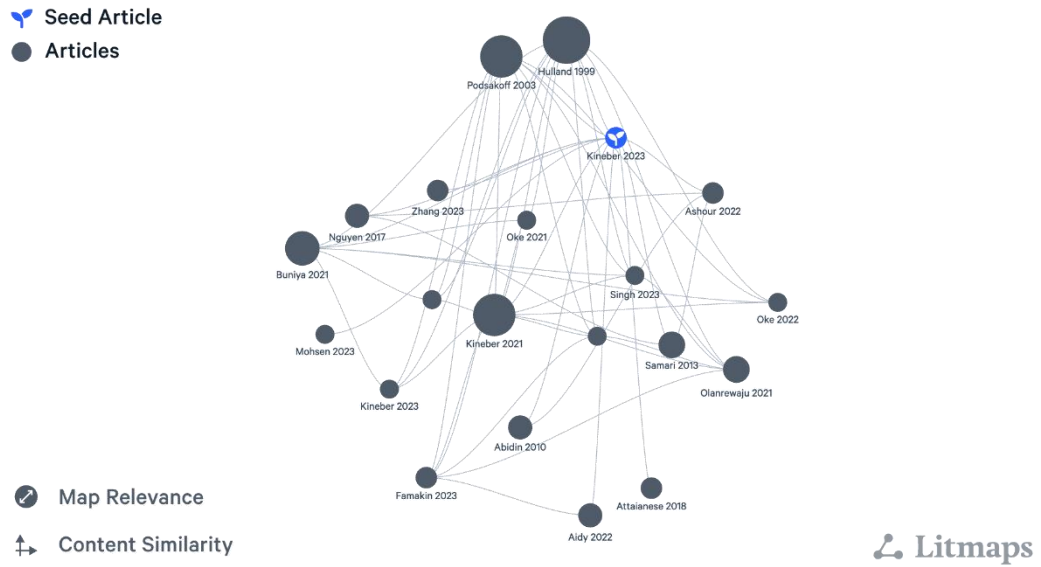 Seed Article
Articles
Hulland 1999
Podsakoff 2003
Kineber 2023
Zhang 2023
Ashour 2022
Nguyen 2017
Oke 2021
Buniya 2021
Singh 2023
Oke 2022
Kineber 2021
Mohsen 2023
Samari 2013
Olanrewaju 2021
Kineber 2023
Abidin 2010
Famakin 2023
Attaianese 2018
Aidy 2022
Map Relevance
Content Similarity
Litmaps